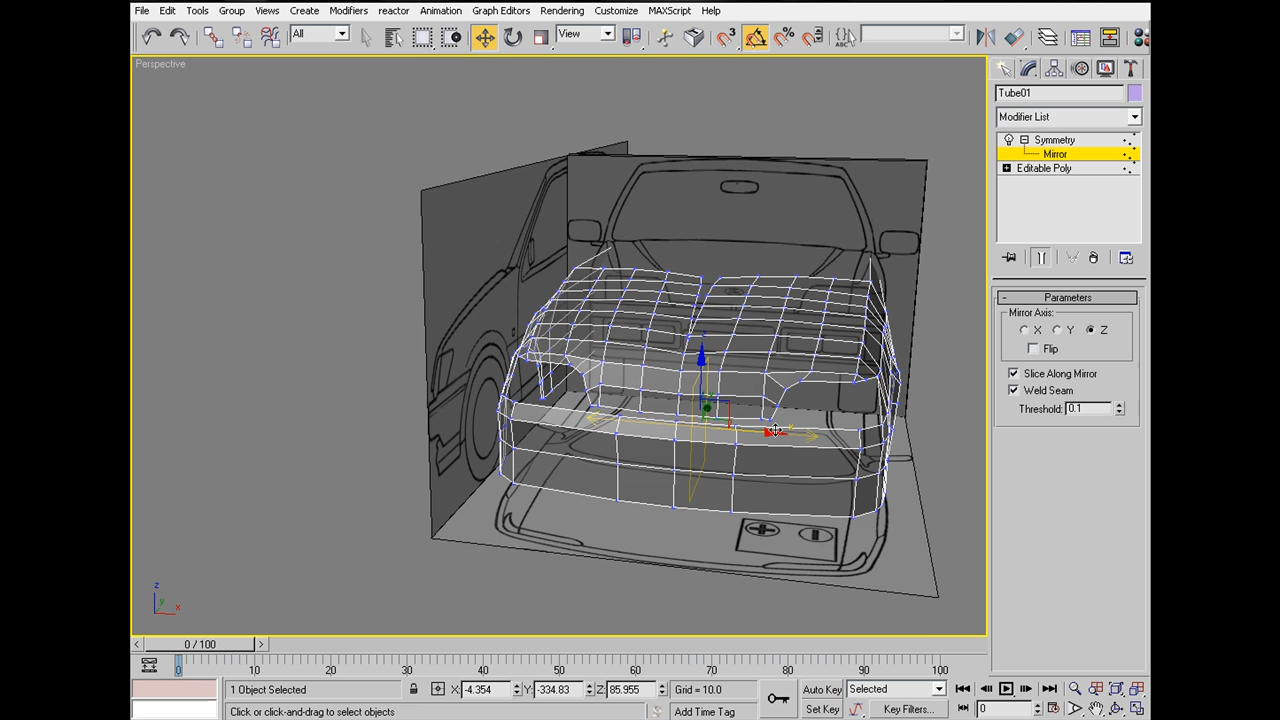 File Edit Tools Group Views Create Modifiers reactor Animation Graph Editors Rendering Customize MAXScript Help
All View
Perspective
Tube01
Modifier List
Symmetry
Mirror
Editable Poly
Parameters
Mirror Axis:
X Y Z
Flip
Slice Along Mirror
Weld Seam
Threshold: 0.1
z
y
x
0 / 100
0 10 20 30 40 50 60 70 80 90 100
1 Object Selected X: -4.354 Y: -334.83 Z: 85.955 Grid = 10.0 Auto Key Selected
Click or click-and-drag to select objects Add Time Tag Set Key Key Filters... 0